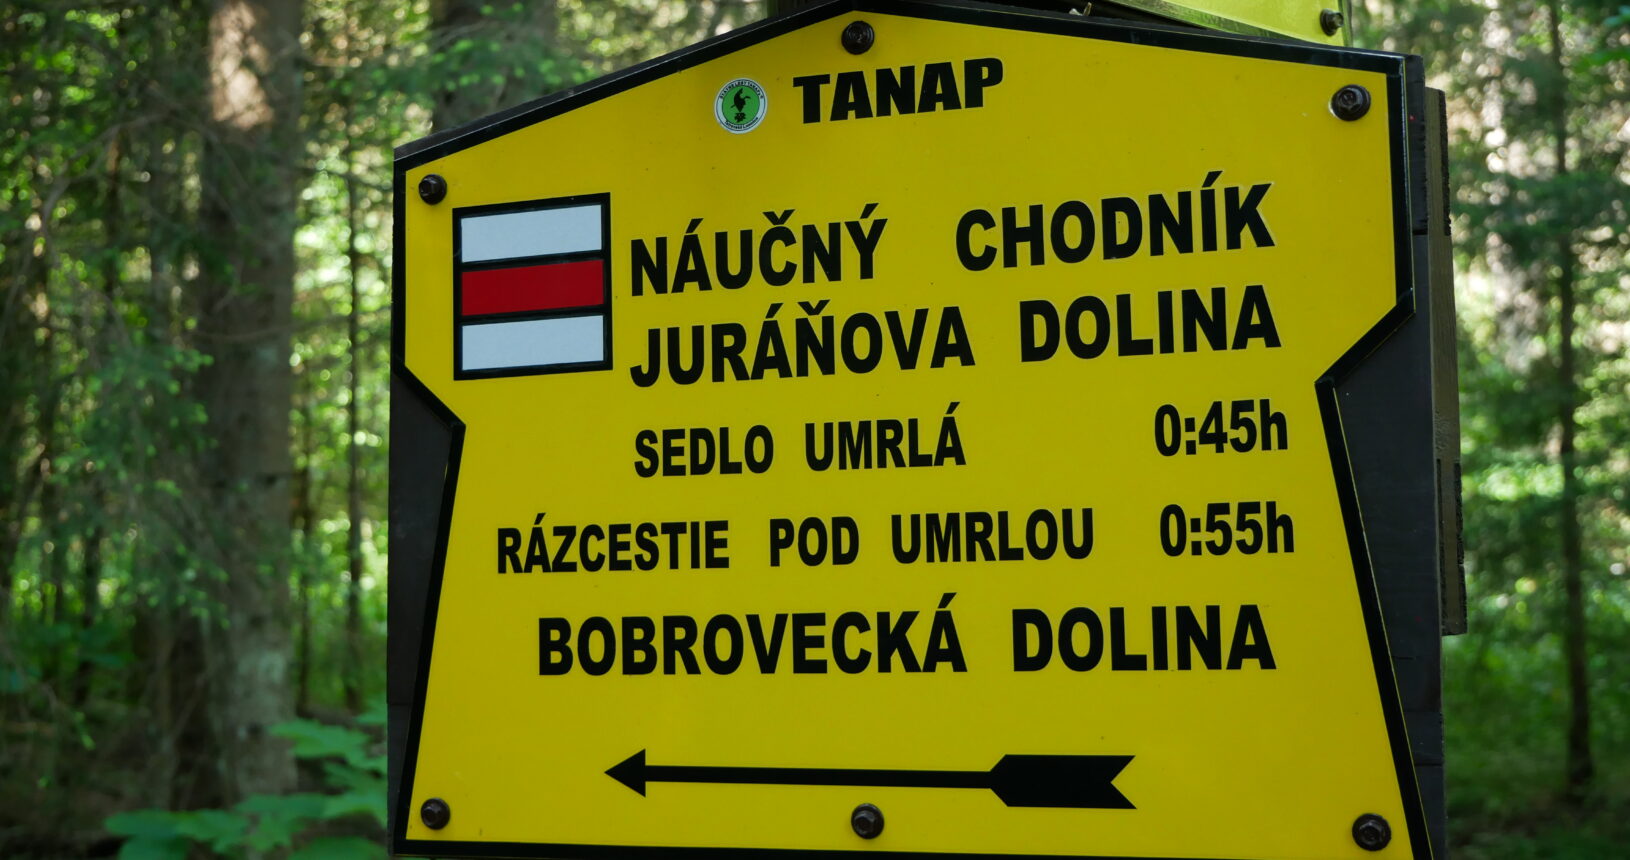 TANAP
NÁUČNÝ CHODNÍK
JURÁŇOVA DOLINA
SEDLO UMRLÁ 0:45h
RÁZCESTIE POD UMRLOU 0:55h
BOBROVECKÁ DOLINA